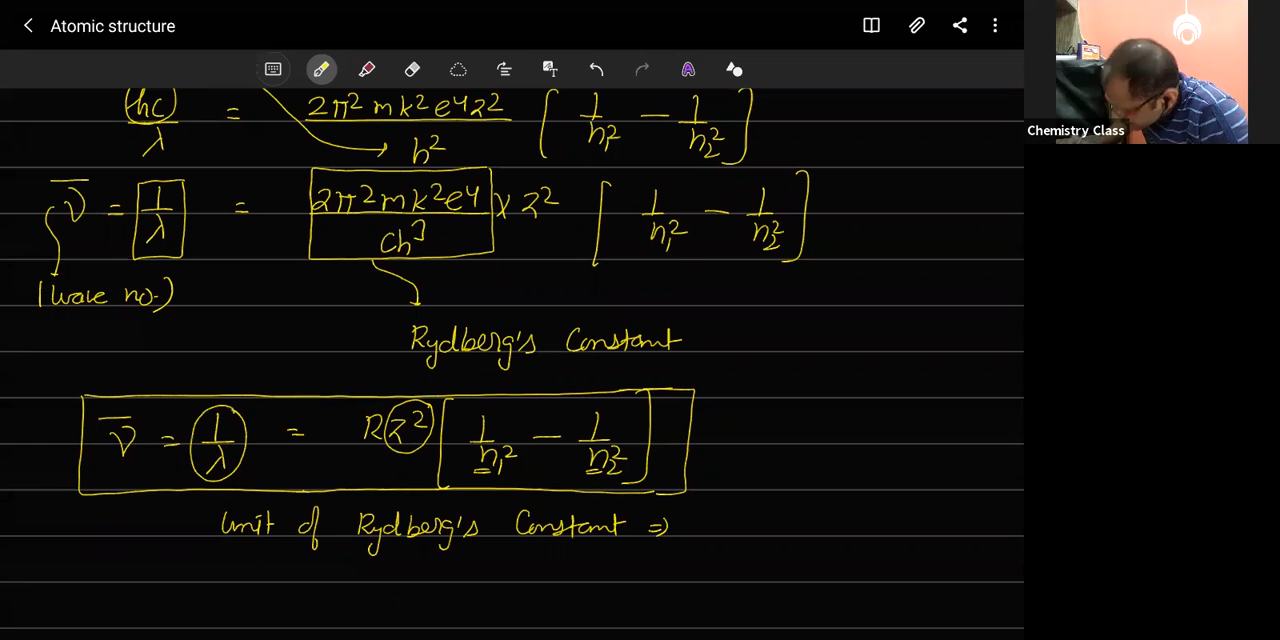 Atomic structure
(hc)/λ = 2π²mk²e⁴z²/h² [1/n₁² − 1/n₂²]
ν̅ = 1/λ = 2π²mk²e⁴/ch³ × Z² [1/n₁² − 1/n₂²]
(wave no.)
Rydberg's Constant
ν̅ = 1/λ = RZ² [1/n₁² − 1/n₂²]
Unit of Rydberg's Constant ⇒
Chemistry Class